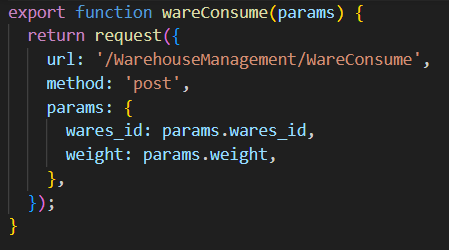 export function wareConsume(params) {
  return request({
    url: '/WarehouseManagement/WareConsume',
    method: 'post',
    params: {
      wares_id: params.wares_id,
      weight: params.weight,
    },
  });
}